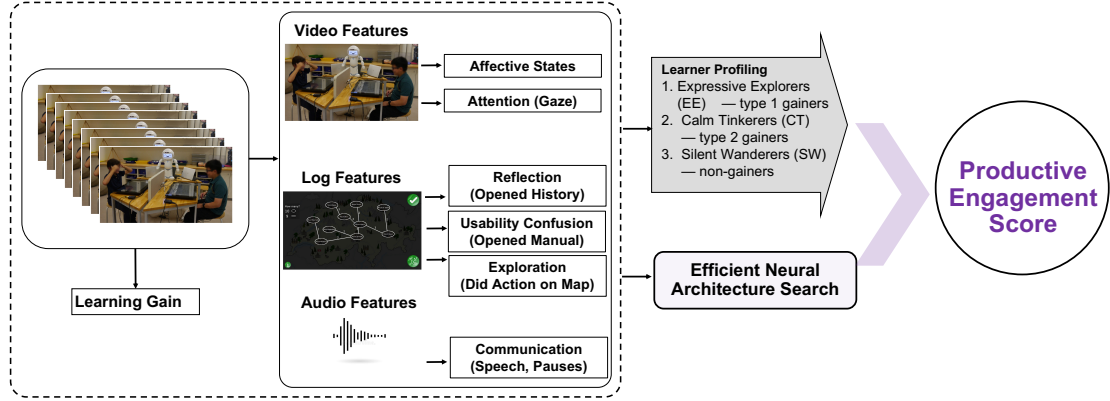 Video Features
Affective States
Attention (Gaze)
Log Features
Reflection
(Opened History)
Usability Confusion
(Opened Manual)
Exploration
(Did Action on Map)
Audio Features
Communication
(Speech, Pauses)
Learning Gain
Learner Profiling
1. Expressive Explorers
(EE) — type 1 gainers
2. Calm Tinkerers (CT)
— type 2 gainers
3. Silent Wanderers (SW)
— non-gainers
Efficient Neural
Architecture Search
Productive
Engagement
Score